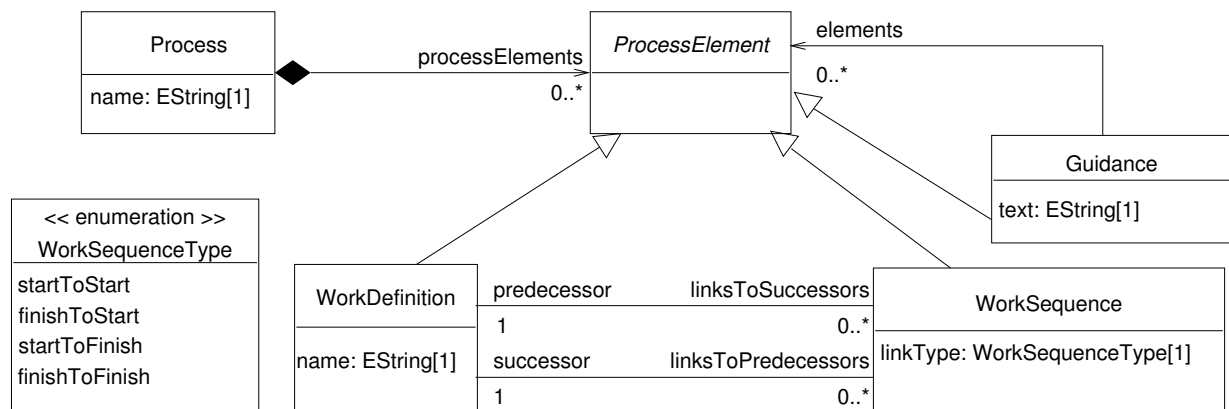 Process
name: EString[1]
processElements
0..*
ProcessElement
elements
0..*
Guidance
text: EString[1]
<< enumeration >>
WorkSequenceType
startToStart
finishToStart
startToFinish
finishToFinish
WorkDefinition
name: EString[1]
predecessor
1
linksToSuccessors
0..*
successor
1
linksToPredecessors
0..*
WorkSequence
linkType: WorkSequenceType[1]